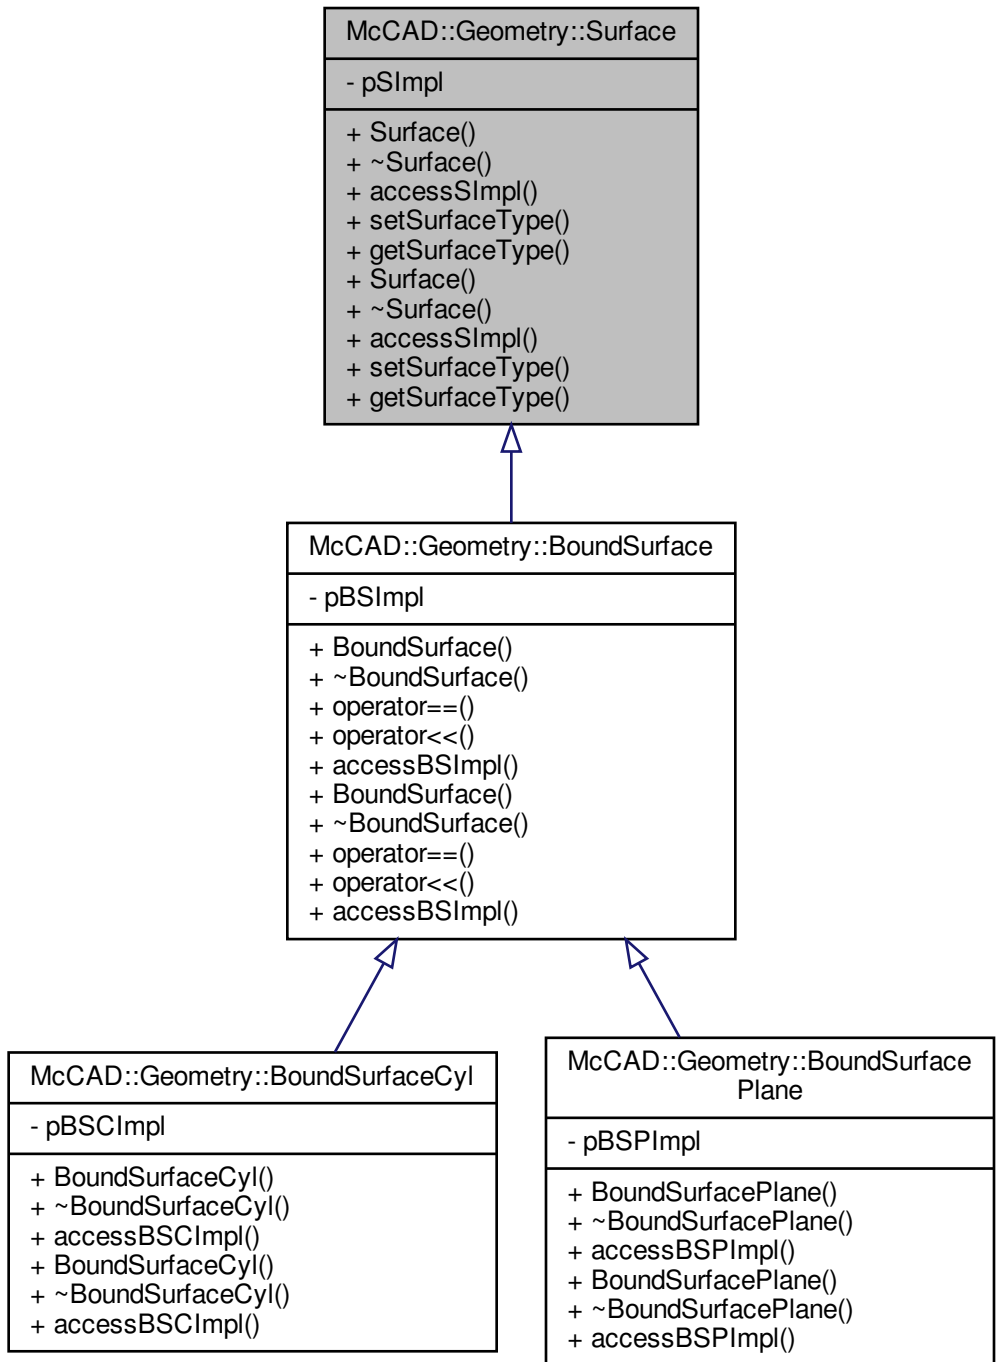 McCAD::Geometry::Surface
- pSImpl
+ Surface()
+ ~Surface()
+ accessSImpl()
+ setSurfaceType()
+ getSurfaceType()
+ Surface()
+ ~Surface()
+ accessSImpl()
+ setSurfaceType()
+ getSurfaceType()
McCAD::Geometry::BoundSurface
- pBSImpl
+ BoundSurface()
+ ~BoundSurface()
+ operator==()
+ operator<<()
+ accessBSImpl()
+ BoundSurface()
+ ~BoundSurface()
+ operator==()
+ operator<<()
+ accessBSImpl()
McCAD::Geometry::BoundSurfaceCyl
- pBSCImpl
+ BoundSurfaceCyl()
+ ~BoundSurfaceCyl()
+ accessBSCImpl()
+ BoundSurfaceCyl()
+ ~BoundSurfaceCyl()
+ accessBSCImpl()
McCAD::Geometry::BoundSurface
Plane
- pBSPImpl
+ BoundSurfacePlane()
+ ~BoundSurfacePlane()
+ accessBSPImpl()
+ BoundSurfacePlane()
+ ~BoundSurfacePlane()
+ accessBSPImpl()